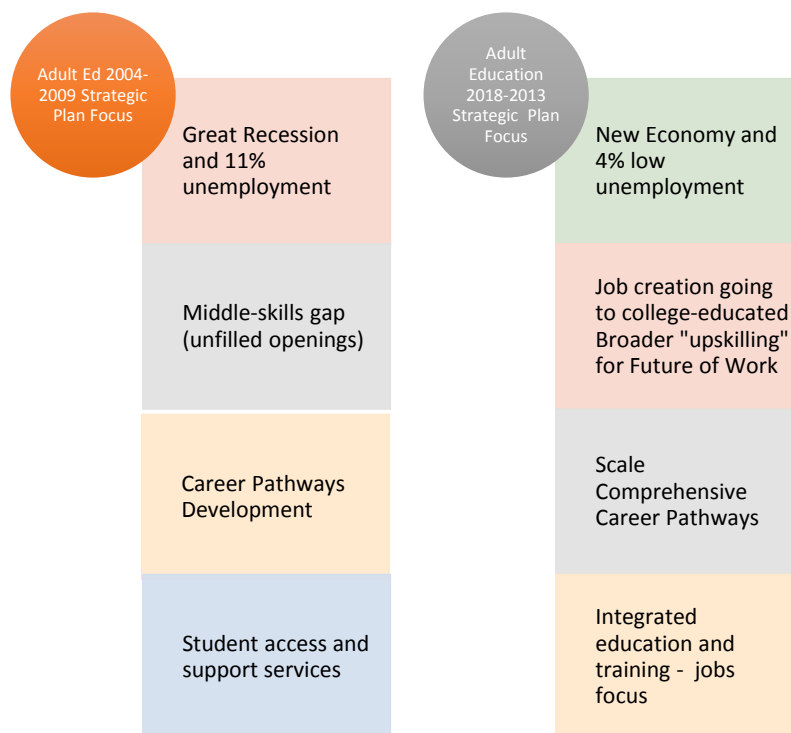 Adult Ed 2004-
2009 Strategic
Plan Focus
Great Recession
and 11%
unemployment
Middle-skills gap
(unfilled openings)
Career Pathways
Development
Student access and
support services
Adult
Education
2018-2013
Strategic Plan
Focus
New Economy and
4% low
unemployment
Job creation going
to college-educated
Broader "upskilling"
for Future of Work
Scale
Comprehensive
Career Pathways
Integrated
education and
training - jobs
focus